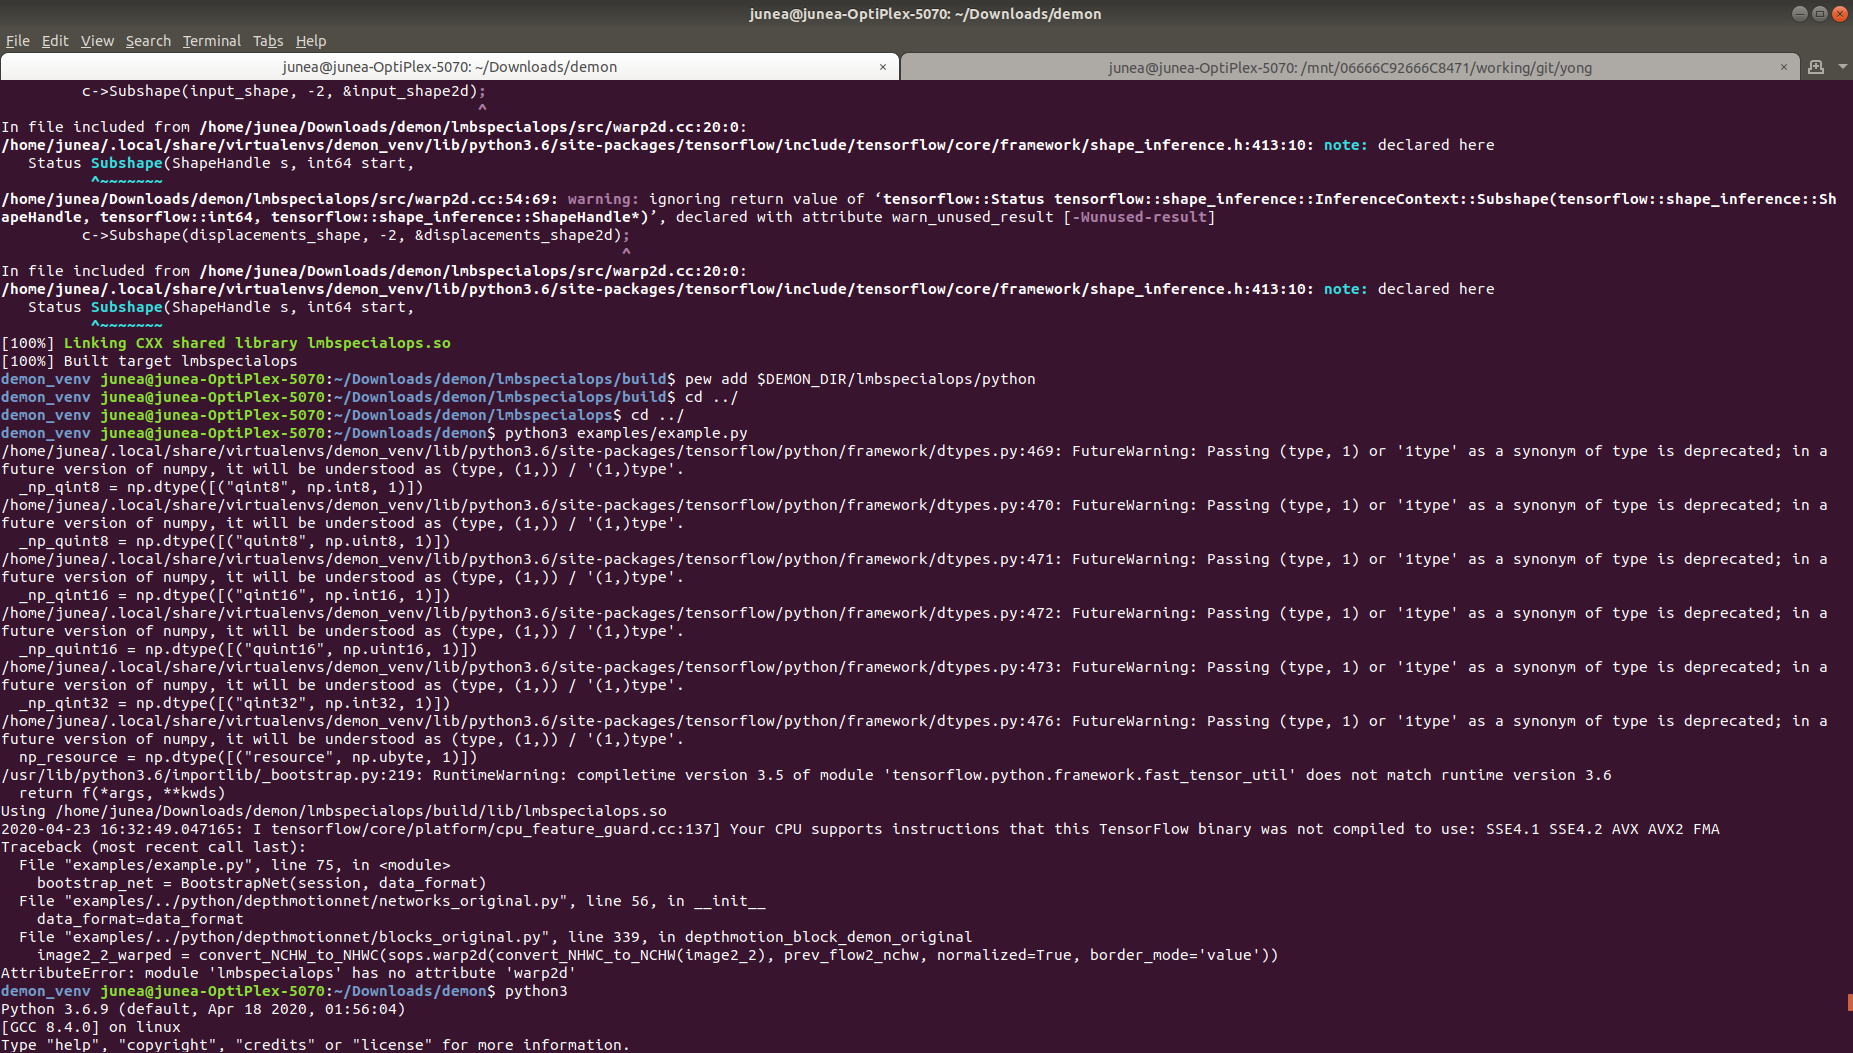 junea@junea-OptiPlex-5070: ~/Downloads/demon
File Edit View Search Terminal Tabs Help
junea@junea-OptiPlex-5070: ~/Downloads/demon × junea@junea-OptiPlex-5070: /mnt/06666C92666C8471/working/git/yong ×
c->Subshape(input_shape, -2, &input_shape2d);
^
In file included from /home/junea/Downloads/demon/lmbspecialops/src/warp2d.cc:20:0:
/home/junea/.local/share/virtualenvs/demon_venv/lib/python3.6/site-packages/tensorflow/include/tensorflow/core/framework/shape_inference.h:413:10: note: declared here
Status Subshape(ShapeHandle s, int64 start,
^~~~~~~~
/home/junea/Downloads/demon/lmbspecialops/src/warp2d.cc:54:69: warning: ignoring return value of ‘tensorflow::Status tensorflow::shape_inference::InferenceContext::Subshape(tensorflow::shape_inference::Sh
apeHandle, tensorflow::int64, tensorflow::shape_inference::ShapeHandle*)’, declared with attribute warn_unused_result [-Wunused-result]
c->Subshape(displacements_shape, -2, &displacements_shape2d);
^
In file included from /home/junea/Downloads/demon/lmbspecialops/src/warp2d.cc:20:0:
/home/junea/.local/share/virtualenvs/demon_venv/lib/python3.6/site-packages/tensorflow/include/tensorflow/core/framework/shape_inference.h:413:10: note: declared here
Status Subshape(ShapeHandle s, int64 start,
^~~~~~~~
[100%] Linking CXX shared library lmbspecialops.so
[100%] Built target lmbspecialops
demon_venv junea@junea-OptiPlex-5070:~/Downloads/demon/lmbspecialops/build$ pew add $DEMON_DIR/lmbspecialops/python
demon_venv junea@junea-OptiPlex-5070:~/Downloads/demon/lmbspecialops/build$ cd ../
demon_venv junea@junea-OptiPlex-5070:~/Downloads/demon/lmbspecialops$ cd ../
demon_venv junea@junea-OptiPlex-5070:~/Downloads/demon$ python3 examples/example.py
/home/junea/.local/share/virtualenvs/demon_venv/lib/python3.6/site-packages/tensorflow/python/framework/dtypes.py:469: FutureWarning: Passing (type, 1) or '1type' as a synonym of type is deprecated; in a
future version of numpy, it will be understood as (type, (1,)) / '(1,)type'.
_np_qint8 = np.dtype([("qint8", np.int8, 1)])
/home/junea/.local/share/virtualenvs/demon_venv/lib/python3.6/site-packages/tensorflow/python/framework/dtypes.py:470: FutureWarning: Passing (type, 1) or '1type' as a synonym of type is deprecated; in a
future version of numpy, it will be understood as (type, (1,)) / '(1,)type'.
_np_quint8 = np.dtype([("quint8", np.uint8, 1)])
/home/junea/.local/share/virtualenvs/demon_venv/lib/python3.6/site-packages/tensorflow/python/framework/dtypes.py:471: FutureWarning: Passing (type, 1) or '1type' as a synonym of type is deprecated; in a
future version of numpy, it will be understood as (type, (1,)) / '(1,)type'.
_np_qint16 = np.dtype([("qint16", np.int16, 1)])
/home/junea/.local/share/virtualenvs/demon_venv/lib/python3.6/site-packages/tensorflow/python/framework/dtypes.py:472: FutureWarning: Passing (type, 1) or '1type' as a synonym of type is deprecated; in a
future version of numpy, it will be understood as (type, (1,)) / '(1,)type'.
_np_quint16 = np.dtype([("quint16", np.uint16, 1)])
/home/junea/.local/share/virtualenvs/demon_venv/lib/python3.6/site-packages/tensorflow/python/framework/dtypes.py:473: FutureWarning: Passing (type, 1) or '1type' as a synonym of type is deprecated; in a
future version of numpy, it will be understood as (type, (1,)) / '(1,)type'.
_np_qint32 = np.dtype([("qint32", np.int32, 1)])
/home/junea/.local/share/virtualenvs/demon_venv/lib/python3.6/site-packages/tensorflow/python/framework/dtypes.py:476: FutureWarning: Passing (type, 1) or '1type' as a synonym of type is deprecated; in a
future version of numpy, it will be understood as (type, (1,)) / '(1,)type'.
np_resource = np.dtype([("resource", np.ubyte, 1)])
/usr/lib/python3.6/importlib/_bootstrap.py:219: RuntimeWarning: compiletime version 3.5 of module 'tensorflow.python.framework.fast_tensor_util' does not match runtime version 3.6
return f(*args, **kwds)
Using /home/junea/Downloads/demon/lmbspecialops/build/lib/lmbspecialops.so
2020-04-23 16:32:49.047165: I tensorflow/core/platform/cpu_feature_guard.cc:137] Your CPU supports instructions that this TensorFlow binary was not compiled to use: SSE4.1 SSE4.2 AVX AVX2 FMA
Traceback (most recent call last):
File "examples/example.py", line 75, in <module>
bootstrap_net = BootstrapNet(session, data_format)
File "examples/../python/depthmotionnet/networks_original.py", line 56, in __init__
data_format=data_format
File "examples/../python/depthmotionnet/blocks_original.py", line 339, in depthmotion_block_demon_original
image2_2_warped = convert_NCHW_to_NHWC(sops.warp2d(convert_NHWC_to_NCHW(image2_2), prev_flow2_nchw, normalized=True, border_mode='value'))
AttributeError: module 'lmbspecialops' has no attribute 'warp2d'
demon_venv junea@junea-OptiPlex-5070:~/Downloads/demon$ python3
Python 3.6.9 (default, Apr 18 2020, 01:56:04)
[GCC 8.4.0] on linux
Type "help", "copyright", "credits" or "license" for more information.